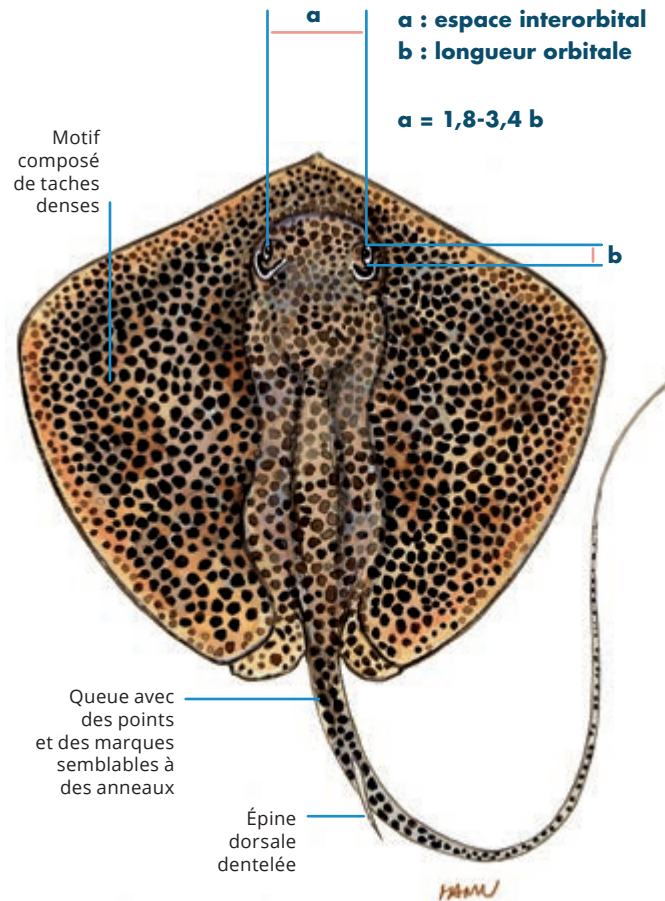 a
a : espace interorbital
b : longueur orbitale
a = 1,8-3,4 b
Motif
composé
de taches
denses
b
Queue avec
des points
et des marques
semblables à
des anneaux
Épine
dorsale
dentelée